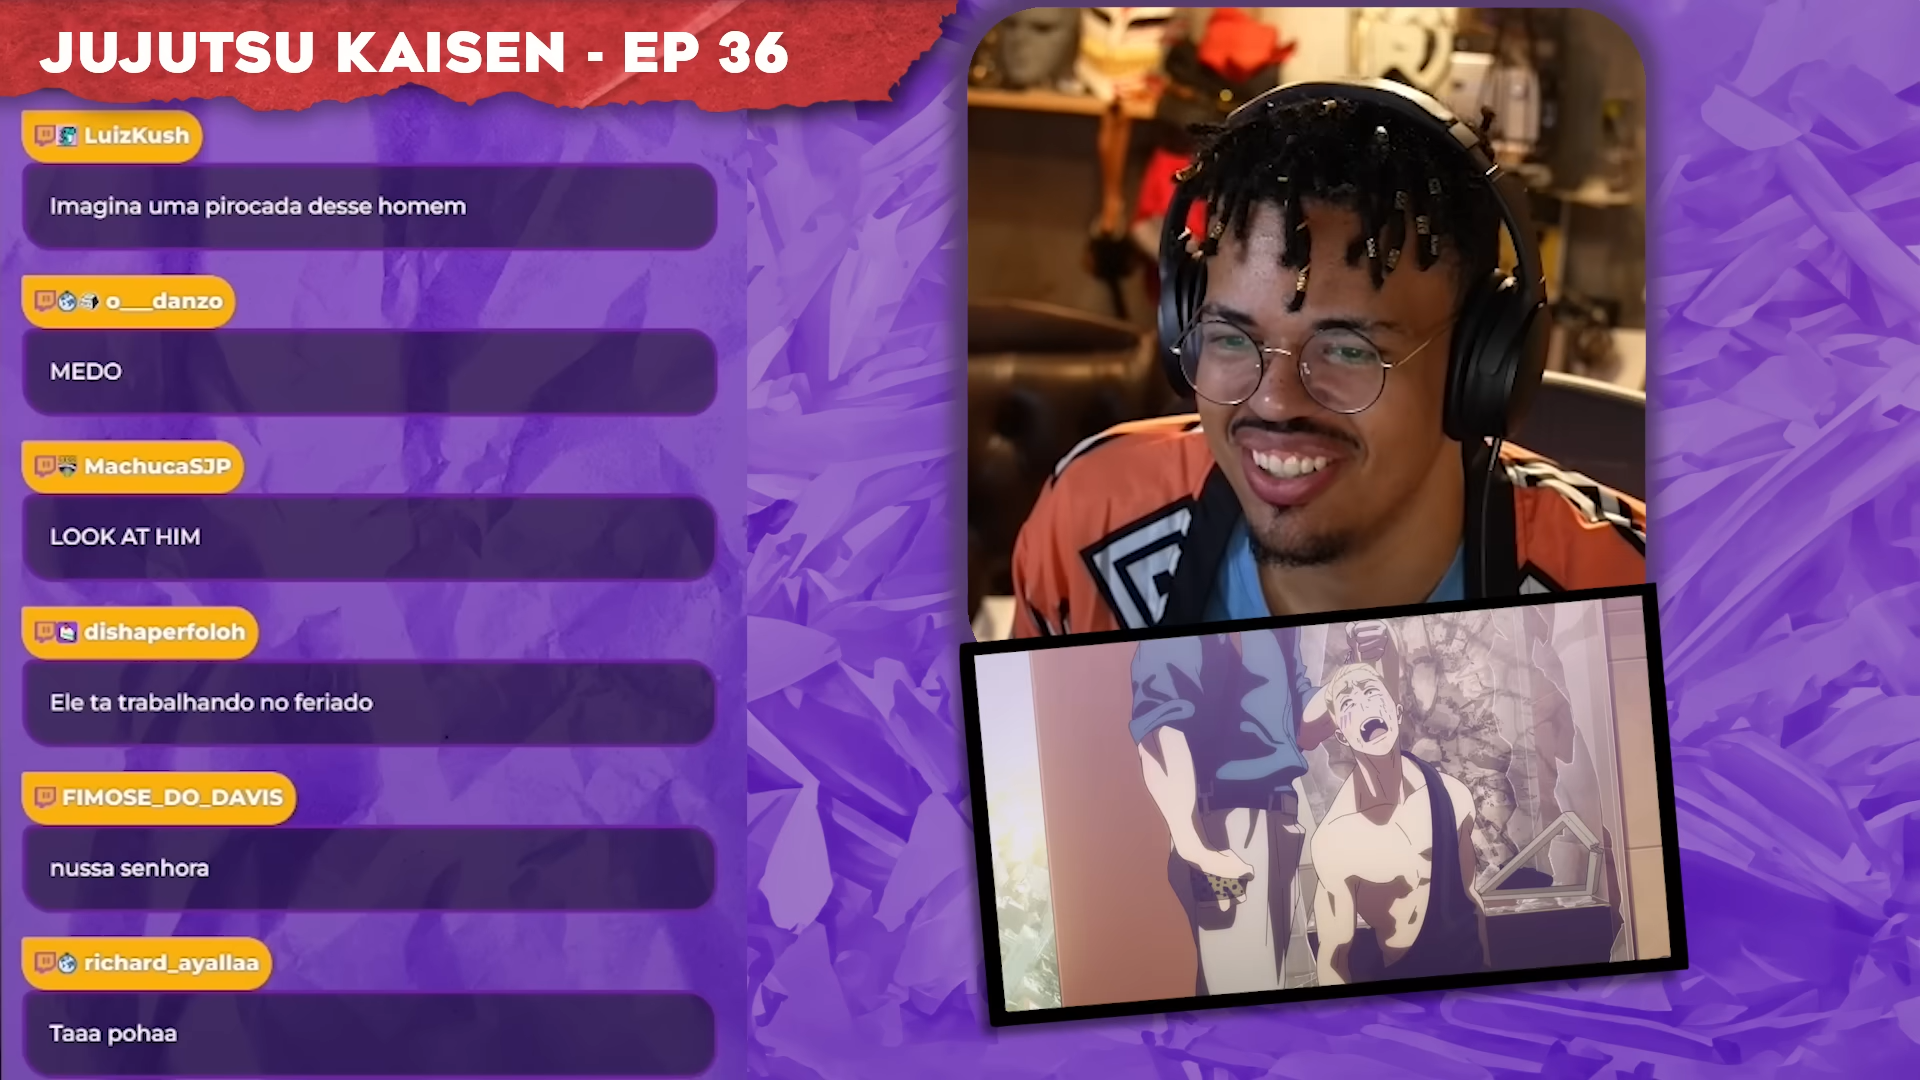 JUJUTSU KAISEN - EP 36
LuizKush
Imagina uma pirocada desse homem
o___danzo
MEDO
MachucaSJP
LOOK AT HIM
dishaperfoloh
Ele ta trabalhando no feriado
FIMOSE_DO_DAVIS
nussa senhora
richard_ayallaa
Taaa pohaa